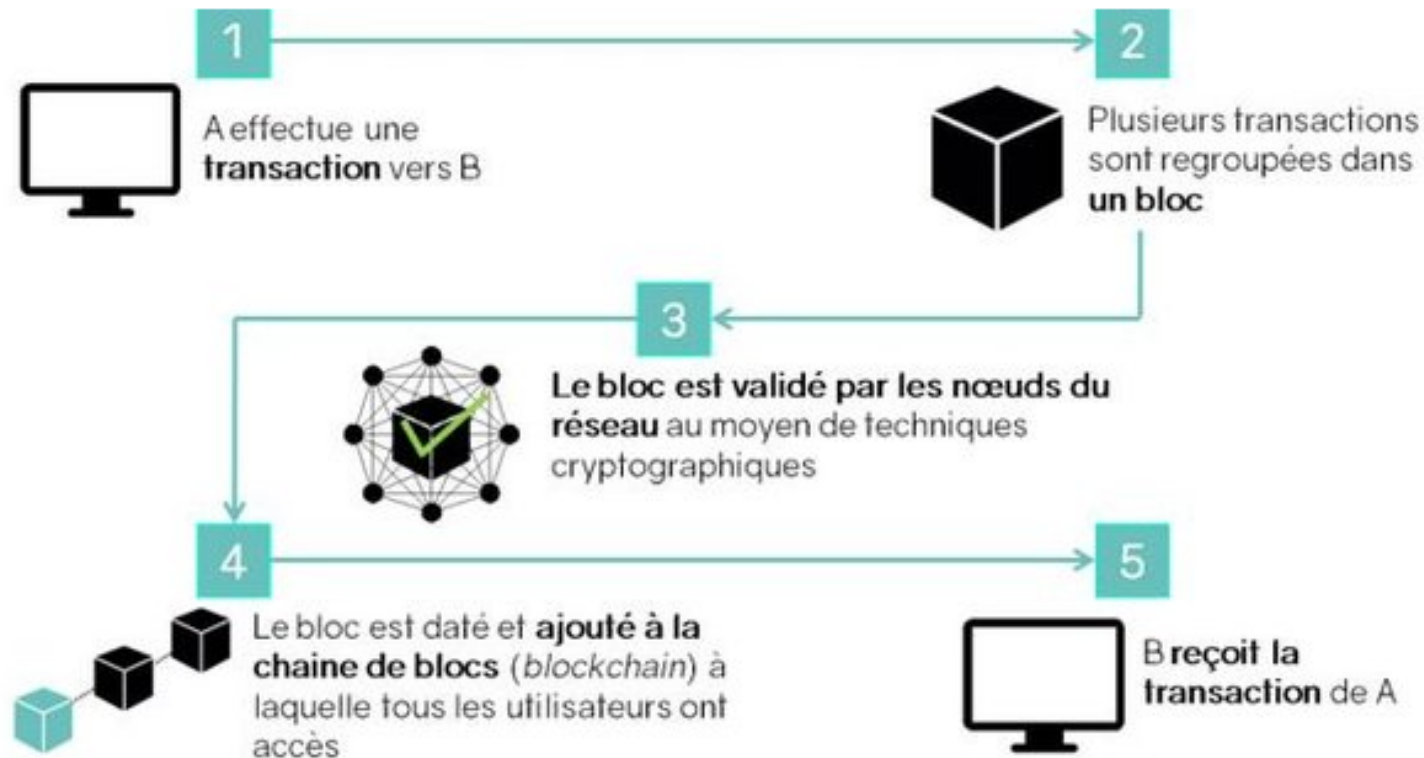 1
2
A effectue une
transaction vers B
Plusieurs transactions
sont regroupées dans
un bloc
3
Le bloc est validé par les nœuds du
réseau au moyen de techniques
cryptographiques
4
5
Le bloc est daté et ajouté à la
chaine de blocs (blockchain) à
laquelle tous les utilisateurs ont
accès
B reçoit la
transaction de A